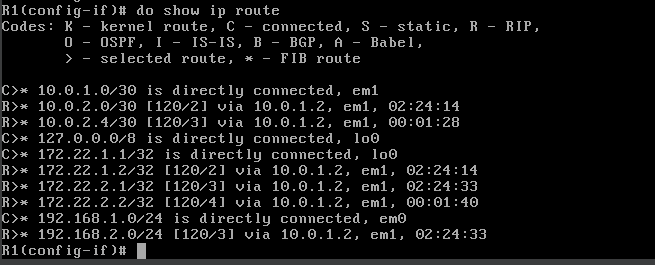 R1(config-if)# do show ip route
Codes: K - kernel route, C - connected, S - static, R - RIP,
O - OSPF, I - IS-IS, B - BGP, A - Babel,
> - selected route, * - FIB route
C>* 10.0.1.0/30 is directly connected, em1
R>* 10.0.2.0/30 [120/2] via 10.0.1.2, em1, 02:24:14
R>* 10.0.2.4/30 [120/3] via 10.0.1.2, em1, 00:01:28
C>* 127.0.0.0/8 is directly connected, lo0
C>* 172.22.1.1/32 is directly connected, lo0
R>* 172.22.1.2/32 [120/2] via 10.0.1.2, em1, 02:24:14
R>* 172.22.2.1/32 [120/3] via 10.0.1.2, em1, 02:24:33
R>* 172.22.2.2/32 [120/4] via 10.0.1.2, em1, 00:01:40
C>* 192.168.1.0/24 is directly connected, em0
R>* 192.168.2.0/24 [120/3] via 10.0.1.2, em1, 02:24:33
R1(config-if)#